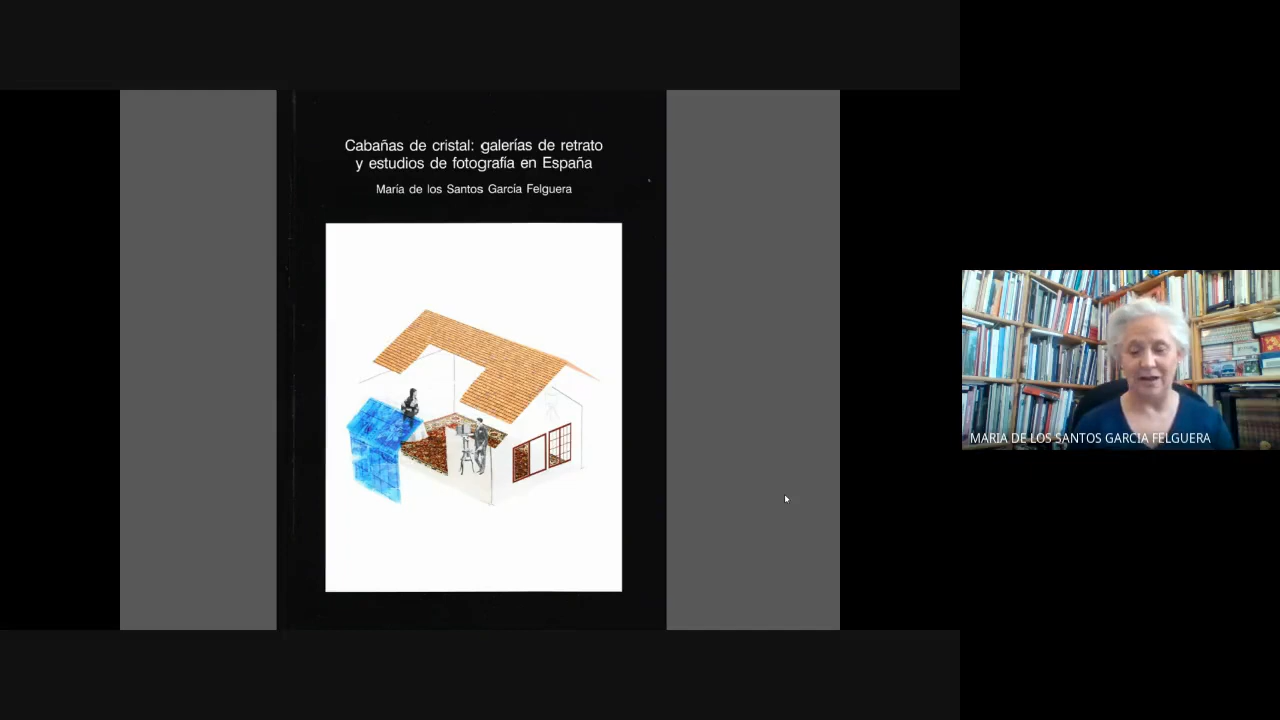 Cabañas de cristal: galerías de retrato
y estudios de fotografía en España
María de los Santos García Felguera
MARIA DE LOS SANTOS GARCIA FELGUERA